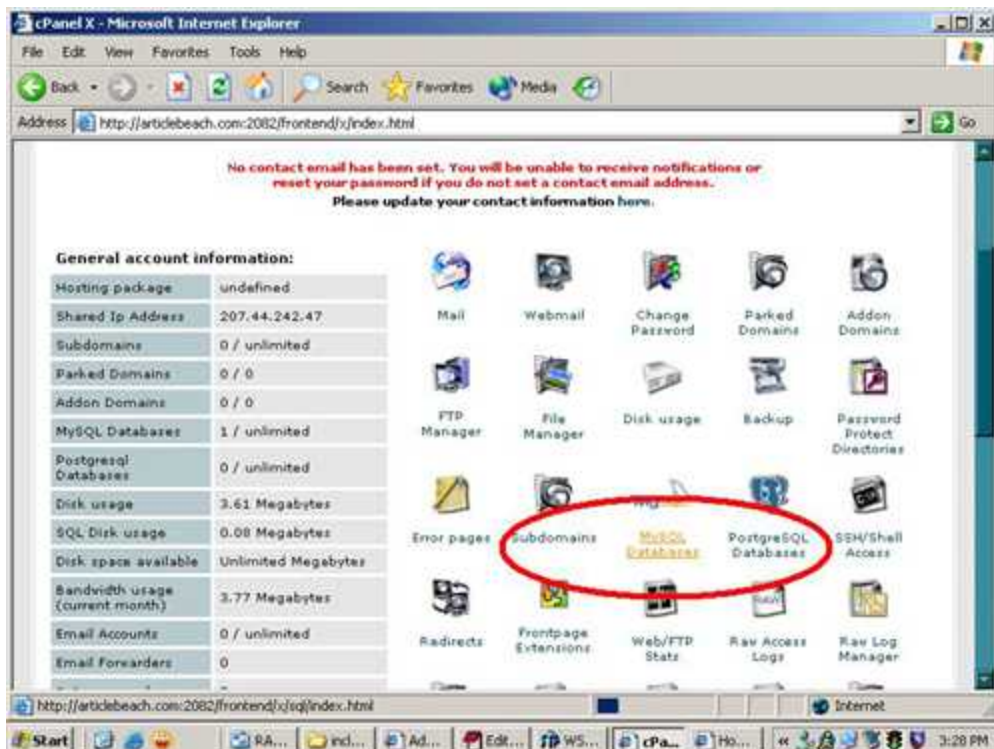 cPanel X - Microsoft Internet Explorer
File Edit View Favorites Tools Help
Back Search Favorites Media
Address http://articlebeach.com:2082/frontend/x/index.html Go
No contact email has been set. You will be unable to receive notifications or
reset your password if you do not set a contact email address.
Please update your contact information here.
General account information:
Hosting package undefined
Shared Ip Address 207.44.242.47
Subdomains 0 / unlimited
Parked Domains 0 / 0
Addon Domains 0 / 0
MySQL Databases 1 / unlimited
Postgresql
Databases 0 / unlimited
Disk usage 3.61 Megabytes
SQL Disk usage 0.08 Megabytes
Disk space available Unlimited Megabytes
Bandwidth usage
(current month) 3.77 Megabytes
Email Accounts 0 / unlimited
Email Forwarders 0
Mail Webmail Change
Password Parked
Domains Addon
Domains
FTP
Manager File
Manager Disk usage Backup Password
Protect
Directories
Error pages Subdomains MySQL
Databases PostgreSQL
Databases SSH/Shell
Access
Redirects Frontpage
Extensions Web/FTP
Stats Raw Access
Logs Raw Log
Manager
http://articlebeach.com:2082/frontend/x/sql/index.html Internet
Start RA... incl... Ad... Edit... WS... cPa... Ho... 3:28 PM